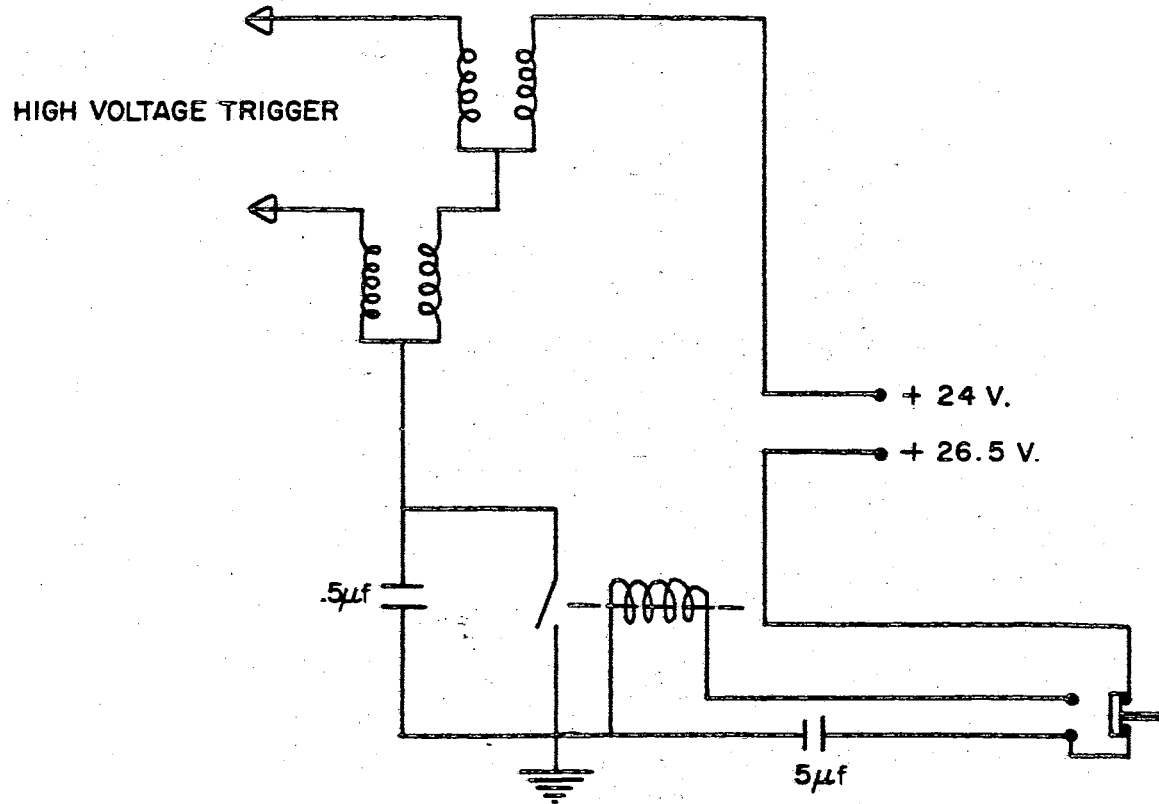 HIGH VOLTAGE TRIGGER
+ 24 V.
+ 26.5 V.
.5µf
5µf